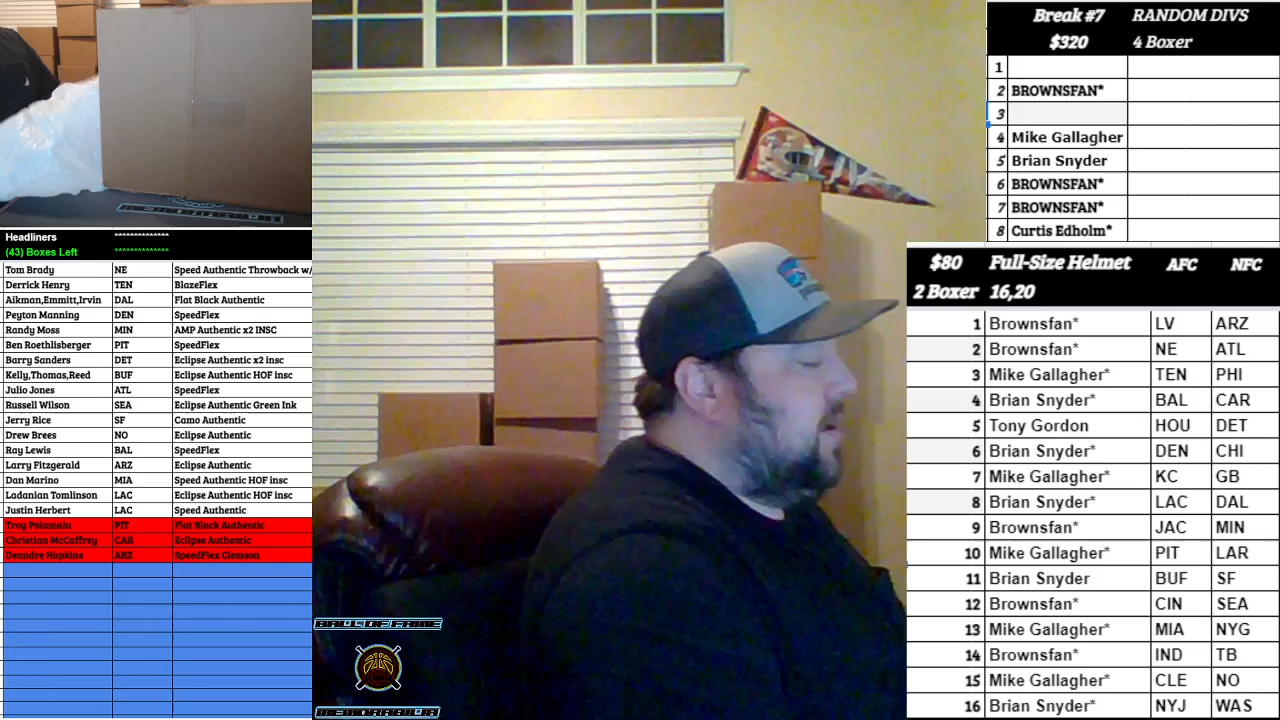 Headliners **************
(43) Boxes Left **************
Tom Brady NE Speed Authentic Throwback w/
Derrick Henry TEN BlazeFlex
Aikman,Emmitt,Irvin DAL Flat Black Authentic
Peyton Manning DEN SpeedFlex
Randy Moss MIN AMP Authentic x2 INSC
Ben Roethlisberger PIT SpeedFlex
Barry Sanders DET Eclipse Authentic x2 insc
Kelly,Thomas,Reed BUF Eclipse Authentic HOF insc
Julio Jones ATL SpeedFlex
Russell Wilson SEA Eclipse Authentic Green Ink
Jerry Rice SF Camo Authentic
Drew Brees NO Eclipse Authentic
Ray Lewis BAL SpeedFlex
Larry Fitzgerald ARZ Eclipse Authentic
Dan Marino MIA Speed Authentic HOF insc
Ladanian Tomlinson LAC Eclipse Authentic HOF insc
Justin Herbert LAC Speed Authentic
Troy Polamalu PIT Flat Black Authentic
Christian McCaffrey CAR Eclipse Authentic
Deandre Hopkins ARZ SpeedFlex Clemson
BALL OF FAME
MEMORABILIA
Break #7 RANDOM DIVS
$320 4 Boxer
1
2 BROWNSFAN*
3
4 Mike Gallagher
5 Brian Snyder
6 BROWNSFAN*
7 BROWNSFAN*
8 Curtis Edholm*
$80 Full-Size Helmet AFC NFC
2 Boxer 16,20
1 Brownsfan* LV ARZ
2 Brownsfan* NE ATL
3 Mike Gallagher* TEN PHI
4 Brian Snyder* BAL CAR
5 Tony Gordon HOU DET
6 Brian Snyder* DEN CHI
7 Mike Gallagher* KC GB
8 Brian Snyder* LAC DAL
9 Brownsfan* JAC MIN
10 Mike Gallagher* PIT LAR
11 Brian Snyder BUF SF
12 Brownsfan* CIN SEA
13 Mike Gallagher* MIA NYG
14 Brownsfan* IND TB
15 Mike Gallagher* CLE NO
16 Brian Snyder* NYJ WAS